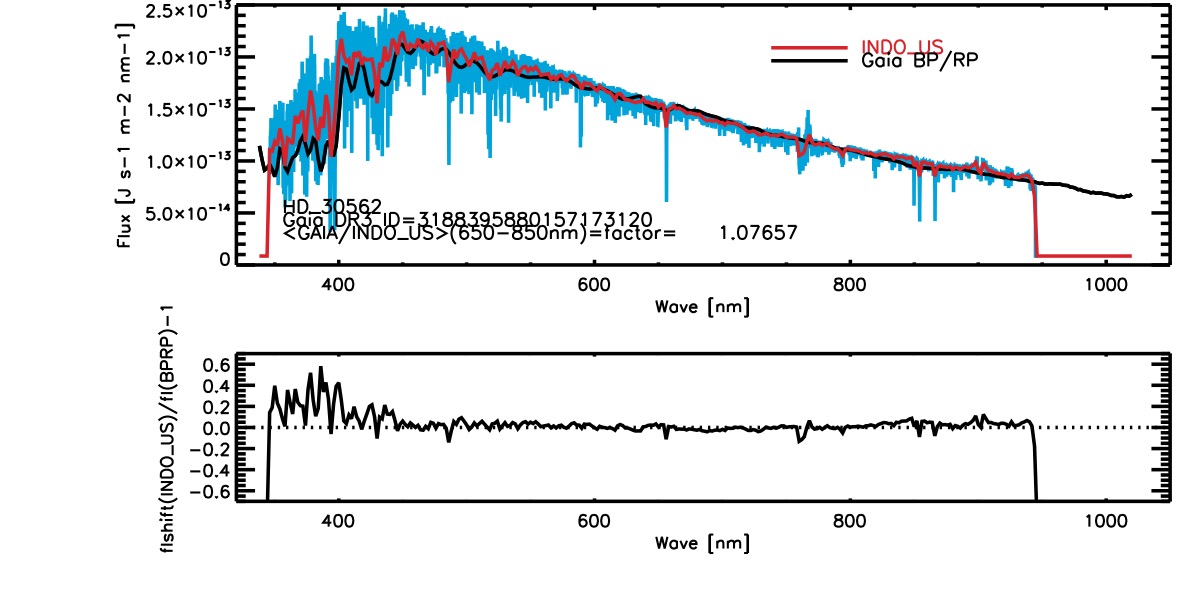 2.5×10−13
2.0×10−13
1.5×10−13
1.0×10−13
5.0×10−14
0
Flux [J s−1 m−2 nm−1]
INDO_US
Gaia BP/RP
HD_30562
Gaia DR3 ID=3188395880157173120
<GAIA/INDO_US>(650−850nm)=factor= 1.07657
400 600 800 1000
Wave [nm]
flshift(INDO_US)/fl(BPRP)−1
0.6
0.4
0.2
0.0
−0.2
−0.4
−0.6
400 600 800 1000
Wave [nm]